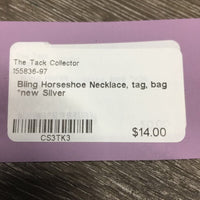 The Tack Collector
155836-97
Bling Horseshoe Necklace, tag, bag
*new Silver
CS3TK3
$14.00